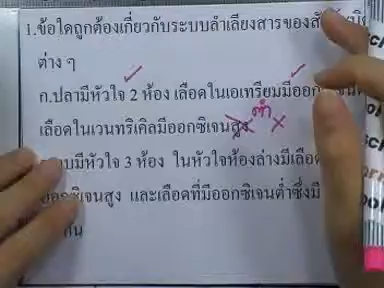 1.ข้อใดถูกต้องเกี่ยวกับระบบลำเลียงสารของ
ต่าง ๆ
ก.ปลามีหัวใจ 2 ห้อง เลือดในเอเทรียมมีออก
ต่ำ
เลือดในเวนทริเคิลมีออกซิเจนสูง
มีหัวใจ 3 ห้อง ในหัวใจห้องล่างมีเลือด
ออกซิเจนสูง และเลือดที่มีออกซิเจนต่ำซึ่งมี
กัน